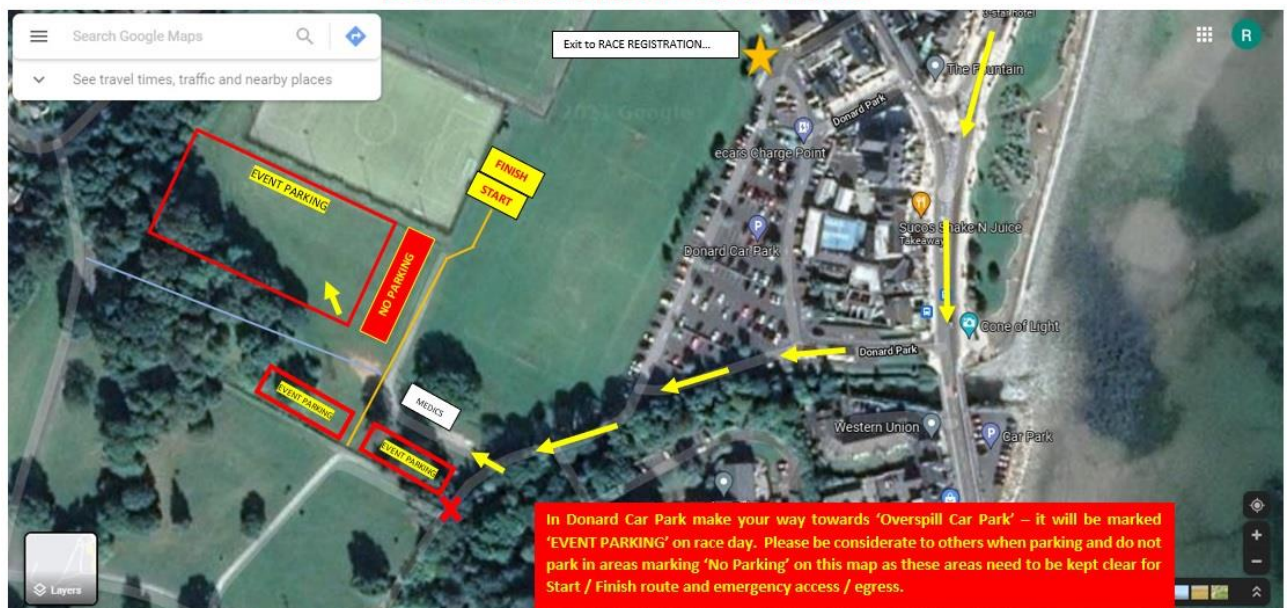 3-star hotel
Search Google Maps
Exit to RACE REGISTRATION...
R
See travel times, traffic and nearby places
The Fountain
Donard Park
ecars Charge Point
FINISH
START
EVENT PARKING
Sucos Shake N Juice
Takeaway
Donard Car Park
P
NO PARKING
Cone of Light
Donard Park
EVENT PARKING
MEDICS
Western Union
P
Car Park
EVENT PARKING
In Donard Car Park make your way towards ‘Overspill Car Park’ – it will be marked
‘EVENT PARKING’ on race day. Please be considerate to others when parking and do not
park in areas marking ‘No Parking’ on this map as these areas need to be kept clear for
Start / Finish route and emergency access / egress.
Layers